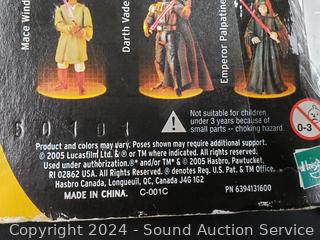 Mace Wind
Darth Vade
Emperor Palpatine
50101
Not suitable for children
under 3 years because of
small parts -- choking hazard.
0-3
Product and colors may vary. Poses shown may require additional support.
© 2005 Lucasfilm Ltd. & ® or TM where indicated. All rights reserved.
Used under authorization.®* and/or TM* & © 2005 Hasbro, Pawtucket,
RI 02862 USA. All Rights Reserved. ® denotes Reg. U.S. Pat. & TM Office.
Hasbro Canada, Longueuil, QC, Canada J4G 1G2
PN 6394131600
MADE IN CHINA. C-001C
Hasb
Copyright 2024 - Sound Auction Service